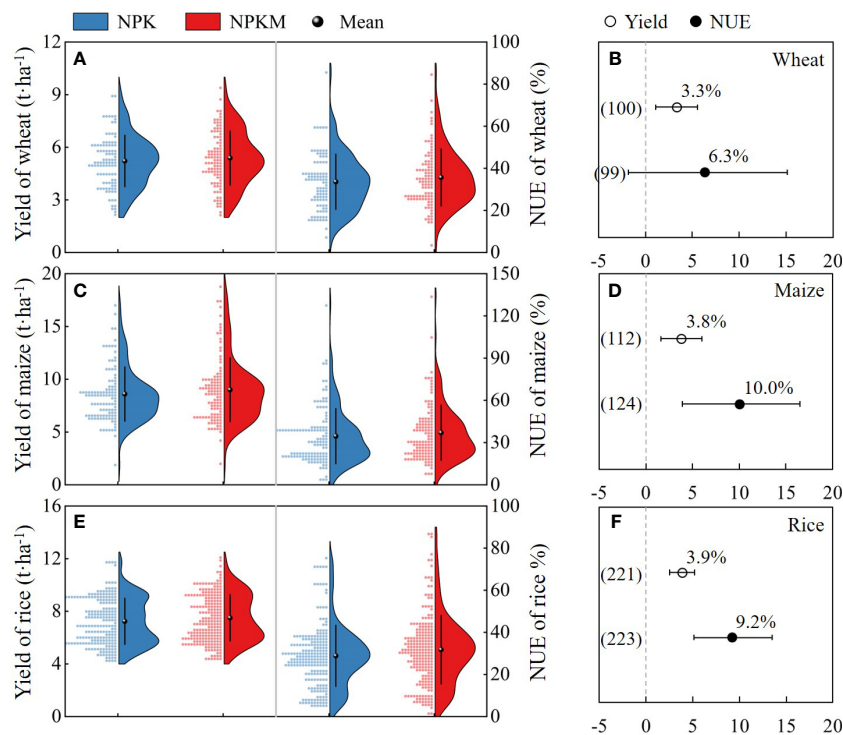 NPK NPKM Mean Yield NUE
A
Yield of wheat (t·ha⁻¹)
12
9
6
3
0
NUE of wheat (%)
100
80
60
40
20
0
B Wheat
(100) 3.3%
(99) 6.3%
-5 0 5 10 15 20
C
Yield of maize (t·ha⁻¹)
20
15
10
5
0
NUE of maize (%)
150
90
60
30
0
D Maize
(112) 3.8%
(124) 10.0%
-5 0 5 10 15 20
E
Yield of rice (t·ha⁻¹)
16
12
8
4
0
NUE of rice %)
100
80
60
40
20
0
F Rice
(221) 3.9%
(223) 9.2%
-5 0 5 10 15 20